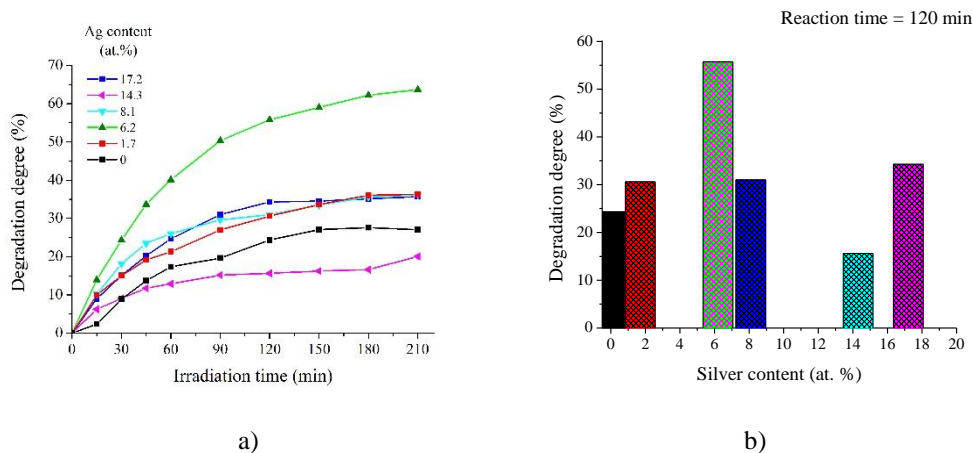 Ag content
(at.%)
17.2
14.3
8.1
6.2
1.7
0
Degradation degree (%)
70
60
50
40
30
20
10
0
0 30 60 90 120 150 180 210
Irradiation time (min)
a)
Reaction time = 120 min
Degradation degree (%)
60
50
40
30
20
10
0
0 2 4 6 8 10 12 14 16 18 20
Silver content (at. %)
b)